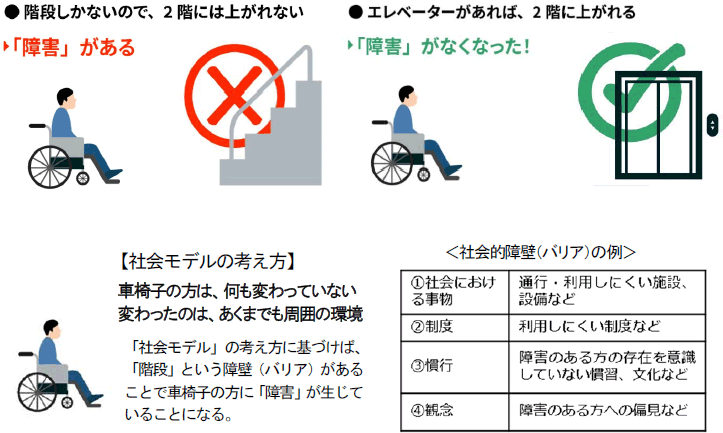 ● 階段しかないので、2 階には上がれない
「障害」がある
● エレベーターがあれば、2 階に上がれる
「障害」がなくなった!
【社会モデルの考え方】
車椅子の方は、何も変わっていない
変わったのは、あくまでも周囲の環境
「社会モデル」の考え方に基づけば、
「階段」という障壁（バリア）がある
ことで車椅子の方に「障害」が生じて
いることになる。
＜社会的障壁（バリア）の例＞
①社会における事物
通行・利用しにくい施設、
設備など
②制度
利用しにくい制度など
③慣行
障害のある方の存在を意識
していない慣習、文化など
④観念
障害のある方への偏見など